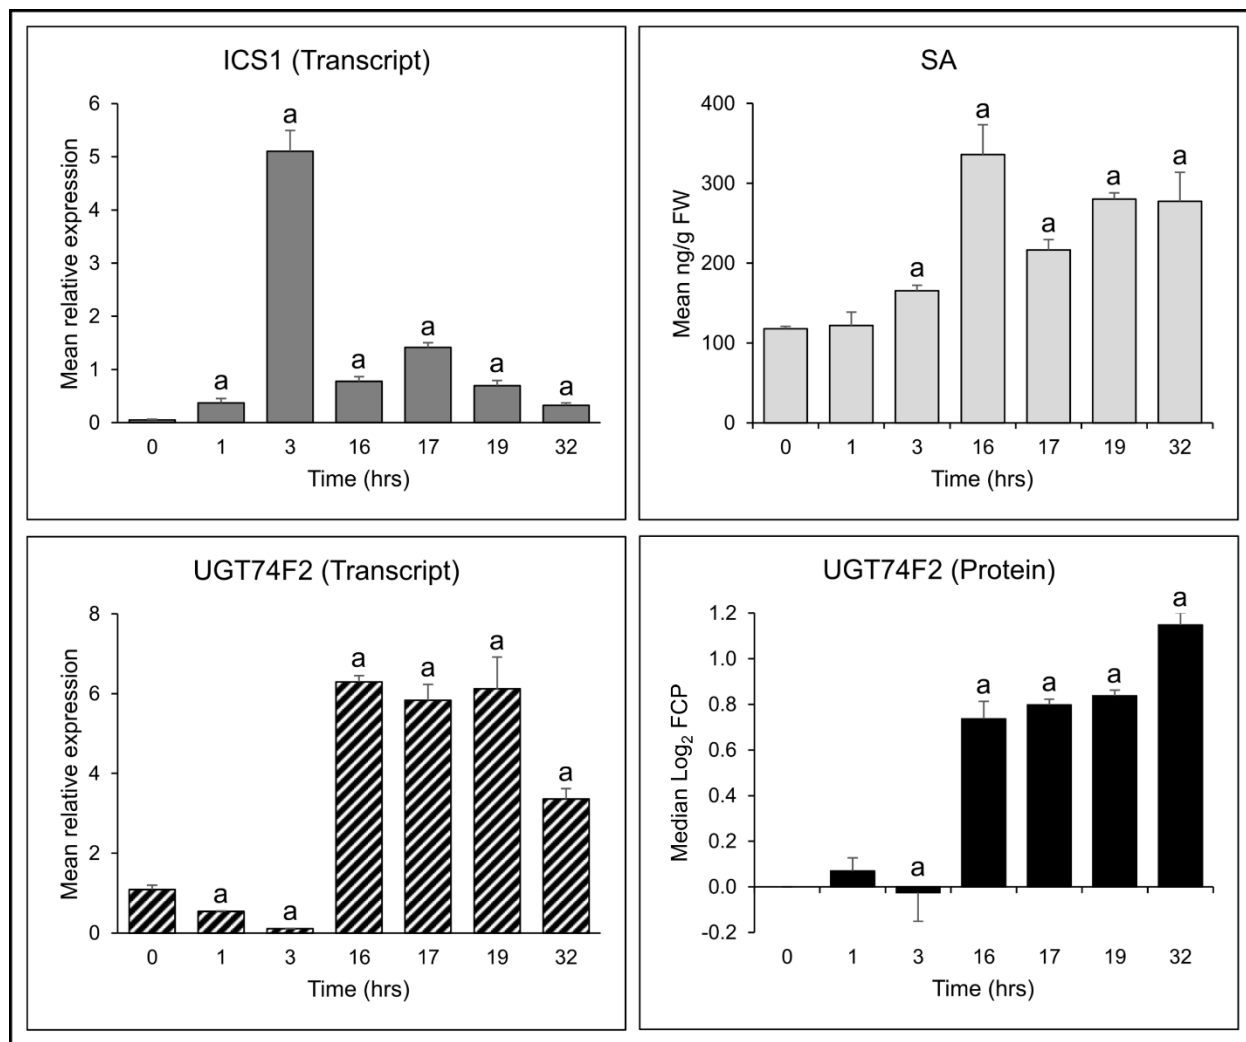 ICS1 (Transcript)
Mean relative expression
6
5
4
3
2
1
0
a
a
a
a
a
a
0 1 3 16 17 19 32
Time (hrs)
SA
Mean ng/g FW
400
300
200
100
0
a
a
a
a
a
0 1 3 16 17 19 32
Time (hrs)
UGT74F2 (Transcript)
Mean relative expression
8
6
4
2
0
a
a
a
a
a
a
0 1 3 16 17 19 32
Time (hrs)
UGT74F2 (Protein)
Median Log₂ FCP
1.2
1.0
0.8
0.6
0.4
0.2
0.0
-0.2
a
a
a
a
a
0 1 3 16 17 19 32
Time (hrs)